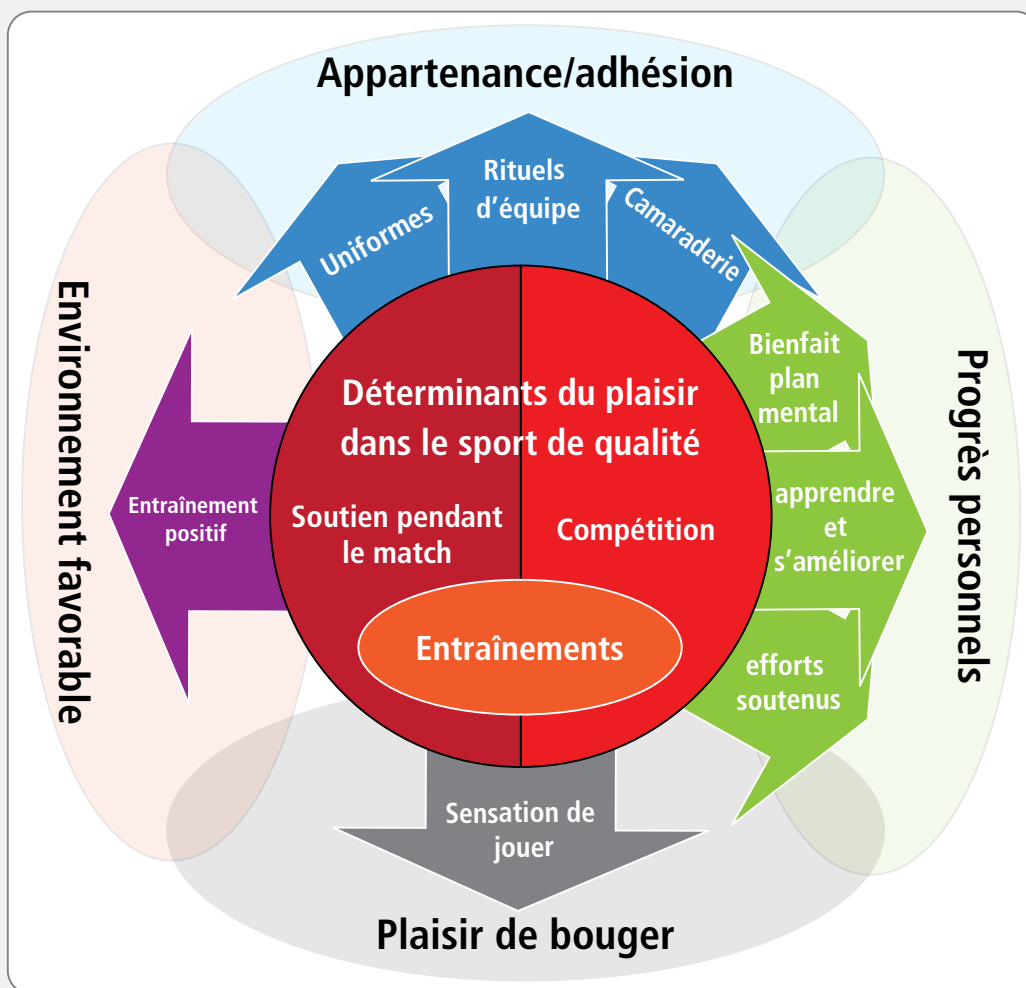 Appartenance/adhésion
Uniformes
Rituels
d’équipe
Camaraderie
Environnement favorable
Entraînement
positif
Déterminants du plaisir
dans le sport de qualité
Soutien pendant
le match
Compétition
Entraînements
Bienfait
plan
mental
apprendre
et
s’améliorer
efforts
soutenus
Progrès personnels
Sensation de
jouer
Plaisir de bouger